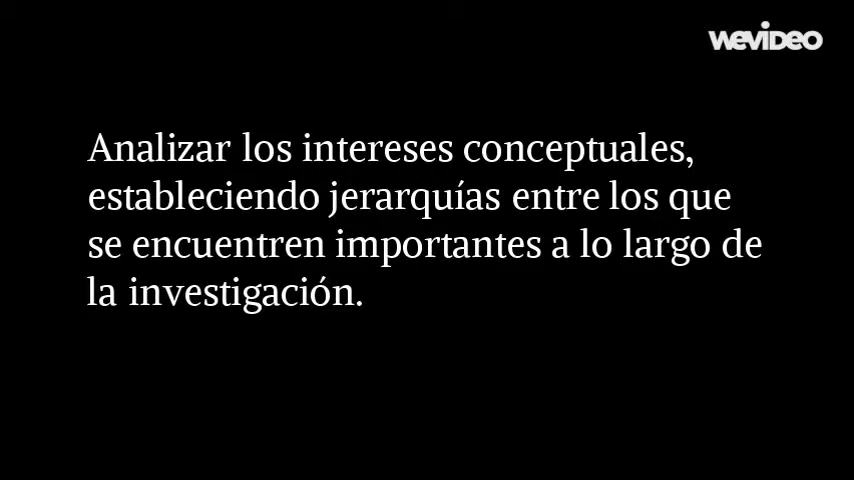 WEVIDEO
Analizar los intereses conceptuales,
estableciendo jerarquías entre los que
se encuentren importantes a lo largo de
la investigación.